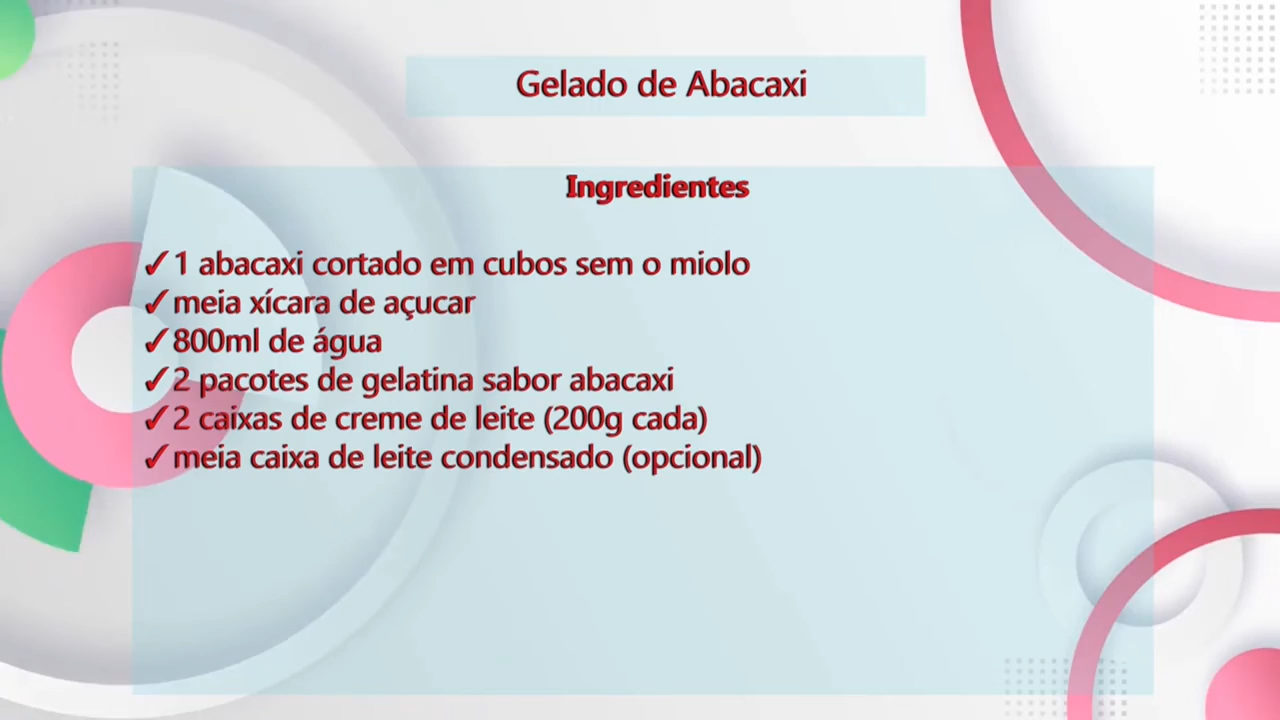 Gelado de Abacaxi
Ingredientes
✓1 abacaxi cortado em cubos sem o miolo
✓meia xícara de açucar
✓800ml de água
✓2 pacotes de gelatina sabor abacaxi
✓2 caixas de creme de leite (200g cada)
✓meia caixa de leite condensado (opcional)